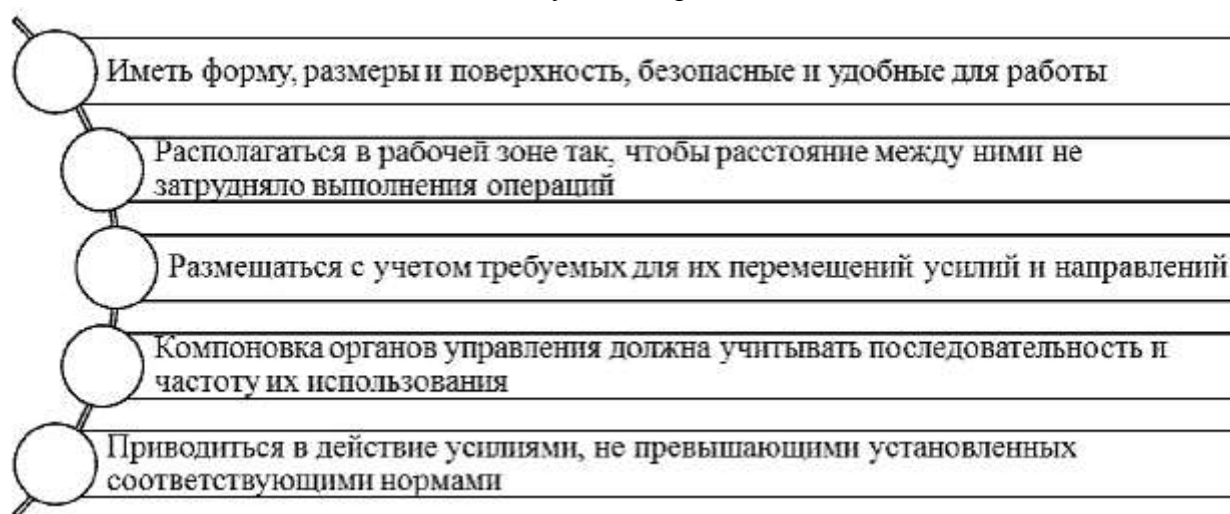 Иметь форму, размеры и поверхность, безопасные и удобные для работы
Располагаться в рабочей зоне так, чтобы расстояние между ними не
затрудняло выполнения операций
Размешаться с учетом требуемых для их перемещений усилий и направлений
Компоновка органов управления должна учитывать последовательность и
частоту их использования
Приводиться в действие усилиями, не превышающими установленных
соответствующими нормами